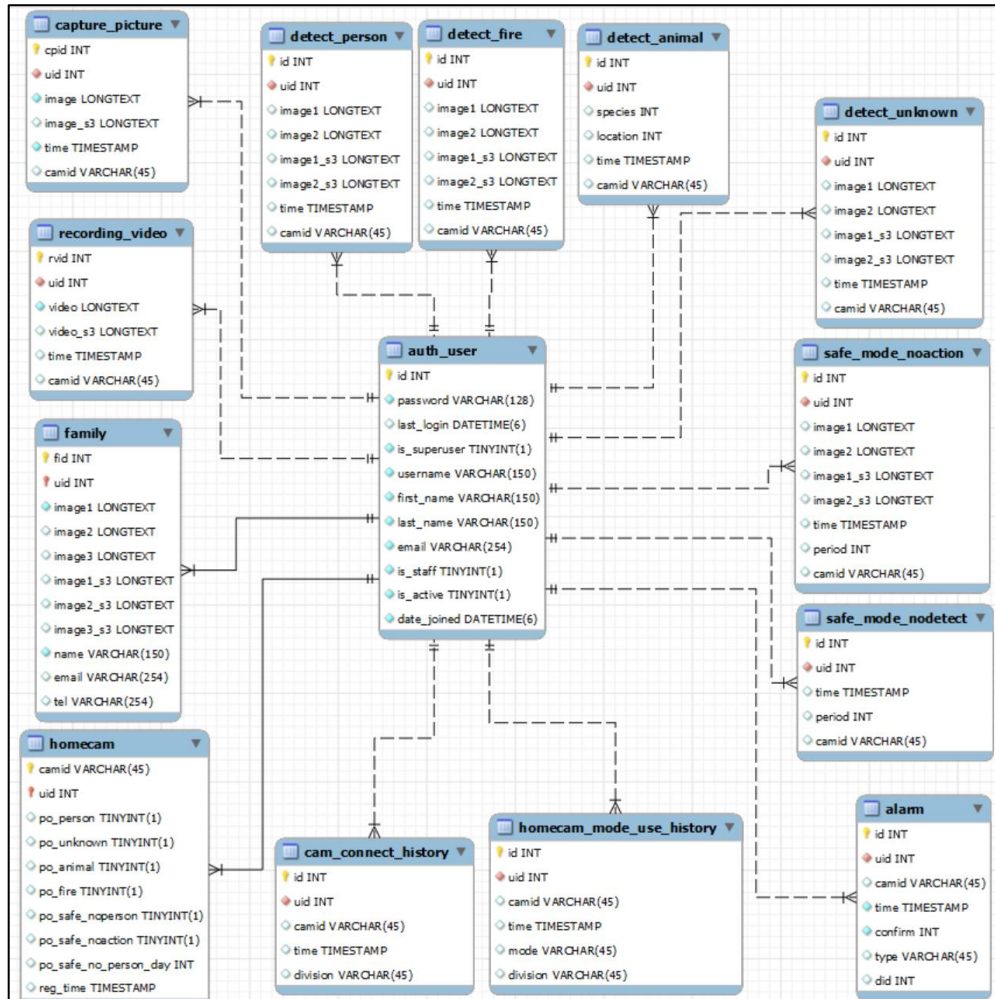 capture_picture
cpid INT
uid INT
image LONGTEXT
image_s3 LONGTEXT
time TIMESTAMP
camid VARCHAR(45)
detect_person
id INT
uid INT
image1 LONGTEXT
image2 LONGTEXT
image1_s3 LONGTEXT
image2_s3 LONGTEXT
time TIMESTAMP
camid VARCHAR(45)
detect_fire
id INT
uid INT
image1 LONGTEXT
image2 LONGTEXT
image1_s3 LONGTEXT
image2_s3 LONGTEXT
time TIMESTAMP
camid VARCHAR(45)
detect_animal
id INT
uid INT
species INT
location INT
time TIMESTAMP
camid VARCHAR(45)
detect_unknown
id INT
uid INT
image1 LONGTEXT
image2 LONGTEXT
image1_s3 LONGTEXT
image2_s3 LONGTEXT
time TIMESTAMP
camid VARCHAR(45)
recording_video
rvid INT
uid INT
video LONGTEXT
video_s3 LONGTEXT
time TIMESTAMP
camid VARCHAR(45)
auth_user
id INT
password VARCHAR(128)
last_login DATETIME(6)
is_superuser TINYINT(1)
username VARCHAR(150)
first_name VARCHAR(150)
last_name VARCHAR(150)
email VARCHAR(254)
is_staff TINYINT(1)
is_active TINYINT(1)
date_joined DATETIME(6)
safe_mode_noaction
id INT
uid INT
image1 LONGTEXT
image2 LONGTEXT
image1_s3 LONGTEXT
image2_s3 LONGTEXT
time TIMESTAMP
period INT
camid VARCHAR(45)
family
fid INT
uid INT
image1 LONGTEXT
image2 LONGTEXT
image3 LONGTEXT
image1_s3 LONGTEXT
image2_s3 LONGTEXT
image3_s3 LONGTEXT
name VARCHAR(150)
email VARCHAR(254)
tel VARCHAR(254)
safe_mode_nodetect
id INT
uid INT
time TIMESTAMP
period INT
camid VARCHAR(45)
homecam
camid VARCHAR(45)
uid INT
po_person TINYINT(1)
po_unknown TINYINT(1)
po_animal TINYINT(1)
po_fire TINYINT(1)
po_safe_noperson TINYINT(1)
po_safe_noaction TINYINT(1)
po_safe_no_person_day INT
reg_time TIMESTAMP
cam_connect_history
id INT
uid INT
camid VARCHAR(45)
time TIMESTAMP
division VARCHAR(45)
homecam_mode_use_history
id INT
uid INT
camid VARCHAR(45)
time TIMESTAMP
mode VARCHAR(45)
division VARCHAR(45)
alarm
id INT
uid INT
camid VARCHAR(45)
time TIMESTAMP
confirm INT
type VARCHAR(45)
did INT